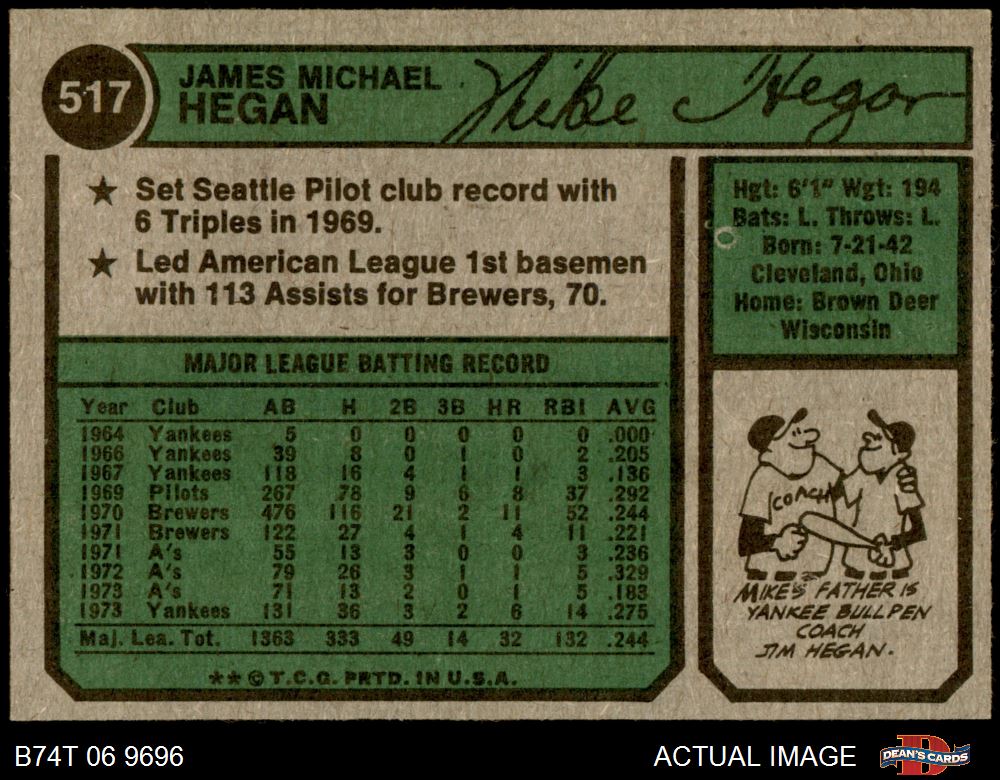 517
JAMES MICHAEL
HEGAN
Mike Hegan
★ Set Seattle Pilot club record with
6 Triples in 1969.
★ Led American League 1st basemen
with 113 Assists for Brewers, 70.
Hgt: 6'1" Wgt: 194
Bats: L. Throws: L.
Born: 7-21-42
Cleveland, Ohio
Home: Brown Deer
Wisconsin
MAJOR LEAGUE BATTING RECORD
Year Club AB H 2B 3B HR RBI AVG
1964 Yankees 5 0 0 0 0 0 .000
1966 Yankees 39 8 0 1 0 2 .205
1967 Yankees 118 16 4 1 1 3 .136
1969 Pilots 267 78 9 6 8 37 .292
1970 Brewers 476 116 21 2 11 52 .244
1971 Brewers 122 27 4 1 4 11 .221
1971 A's 55 13 3 0 0 3 .236
1972 A's 79 26 3 1 1 5 .329
1973 A's 71 13 2 0 1 5 .183
1973 Yankees 131 36 3 2 6 14 .275
Maj. Lea. Tot. 1363 333 49 14 32 132 .244
**©T.C.G. PRTD. IN U.S.A.
COACH
MIKE'S FATHER IS
YANKEE BULLPEN
COACH
JIM HEGAN.
B74T 06 9696
ACTUAL IMAGE
D
DEAN'S CARDS